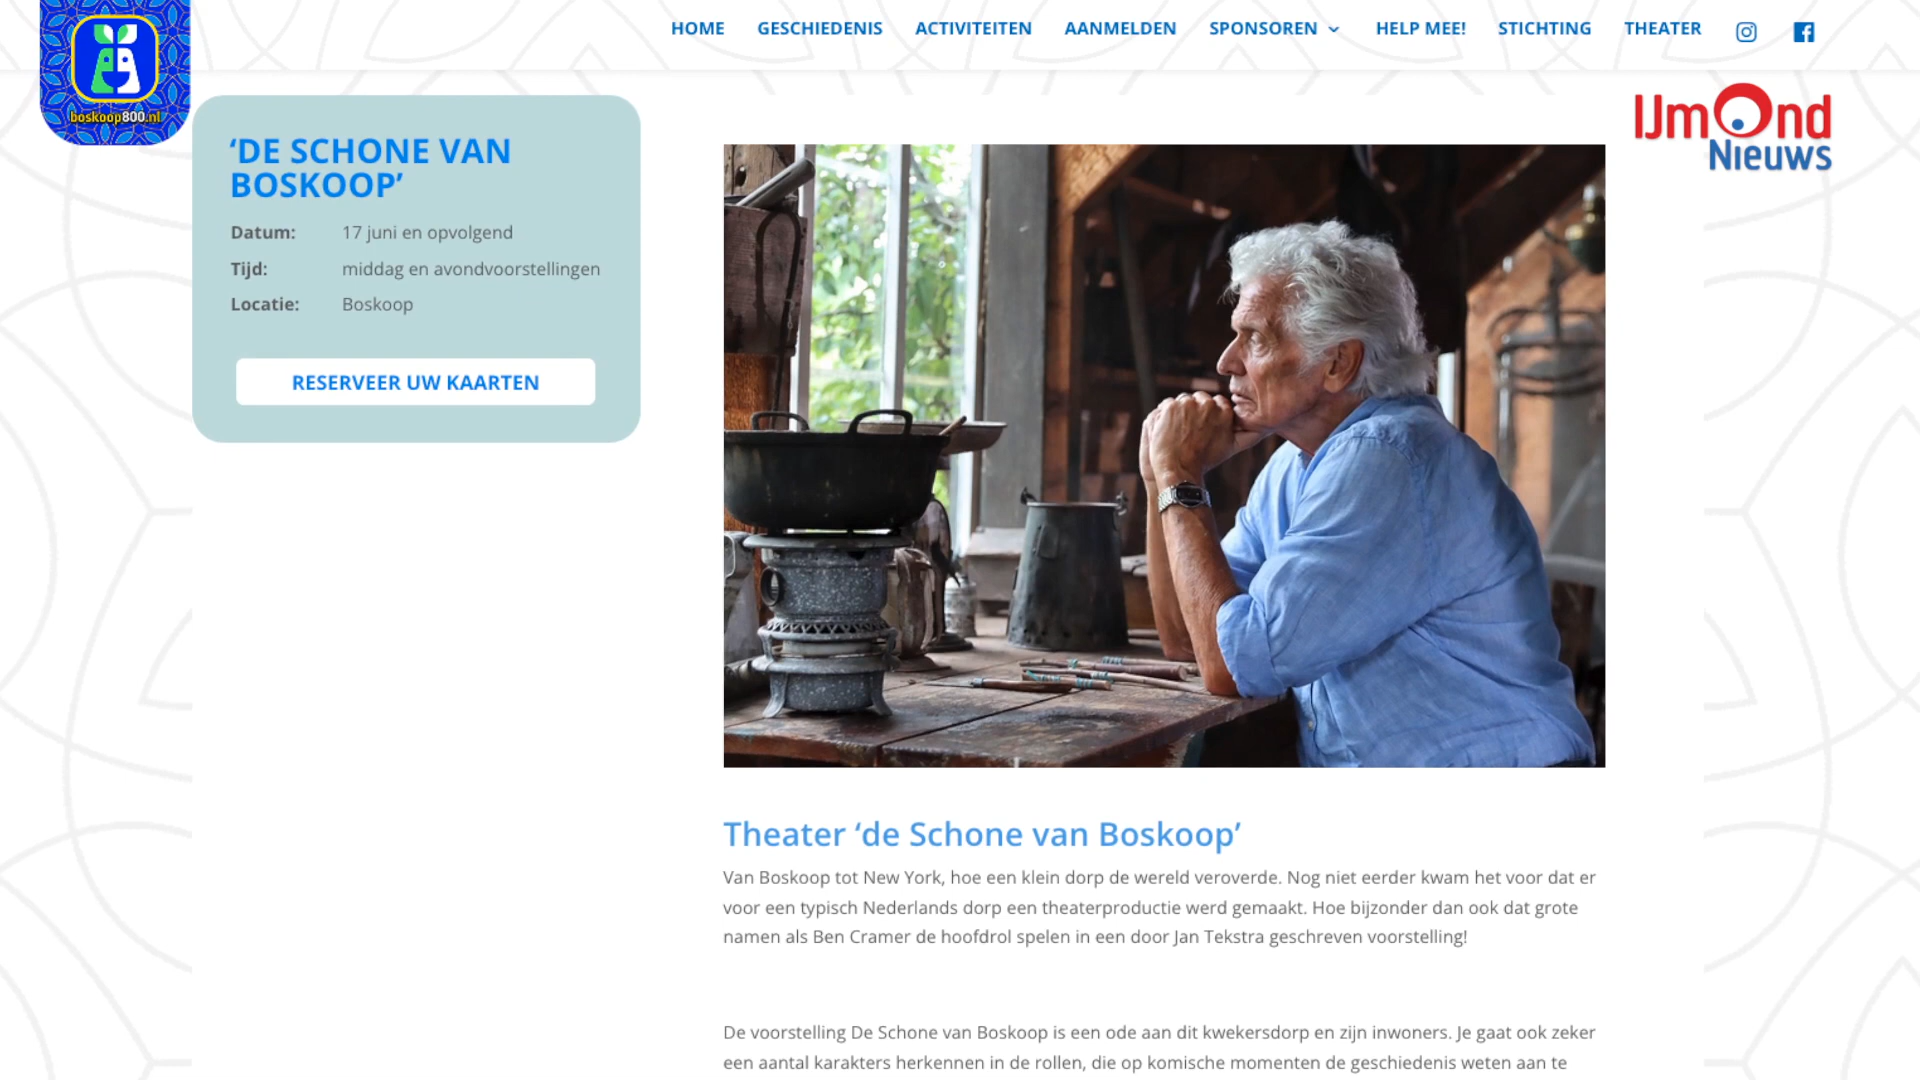 HOME GESCHIEDENIS ACTIVITEITEN AANMELDEN SPONSOREN HELP MEE! STICHTING THEATER
boskoop800.nl
IJmond
Nieuws
‘DE SCHONE VAN
BOSKOOP’
Datum: 17 juni en opvolgend
Tijd: middag en avondvoorstellingen
Locatie: Boskoop
RESERVEER UW KAARTEN
Theater ‘de Schone van Boskoop’
Van Boskoop tot New York, hoe een klein dorp de wereld veroverde. Nog niet eerder kwam het voor dat er
voor een typisch Nederlands dorp een theaterproductie werd gemaakt. Hoe bijzonder dan ook dat grote
namen als Ben Cramer de hoofdrol spelen in een door Jan Tekstra geschreven voorstelling!
De voorstelling De Schone van Boskoop is een ode aan dit kwekersdorp en zijn inwoners. Je gaat ook zeker
een aantal karakters herkennen in de rollen, die op komische momenten de geschiedenis weten aan te